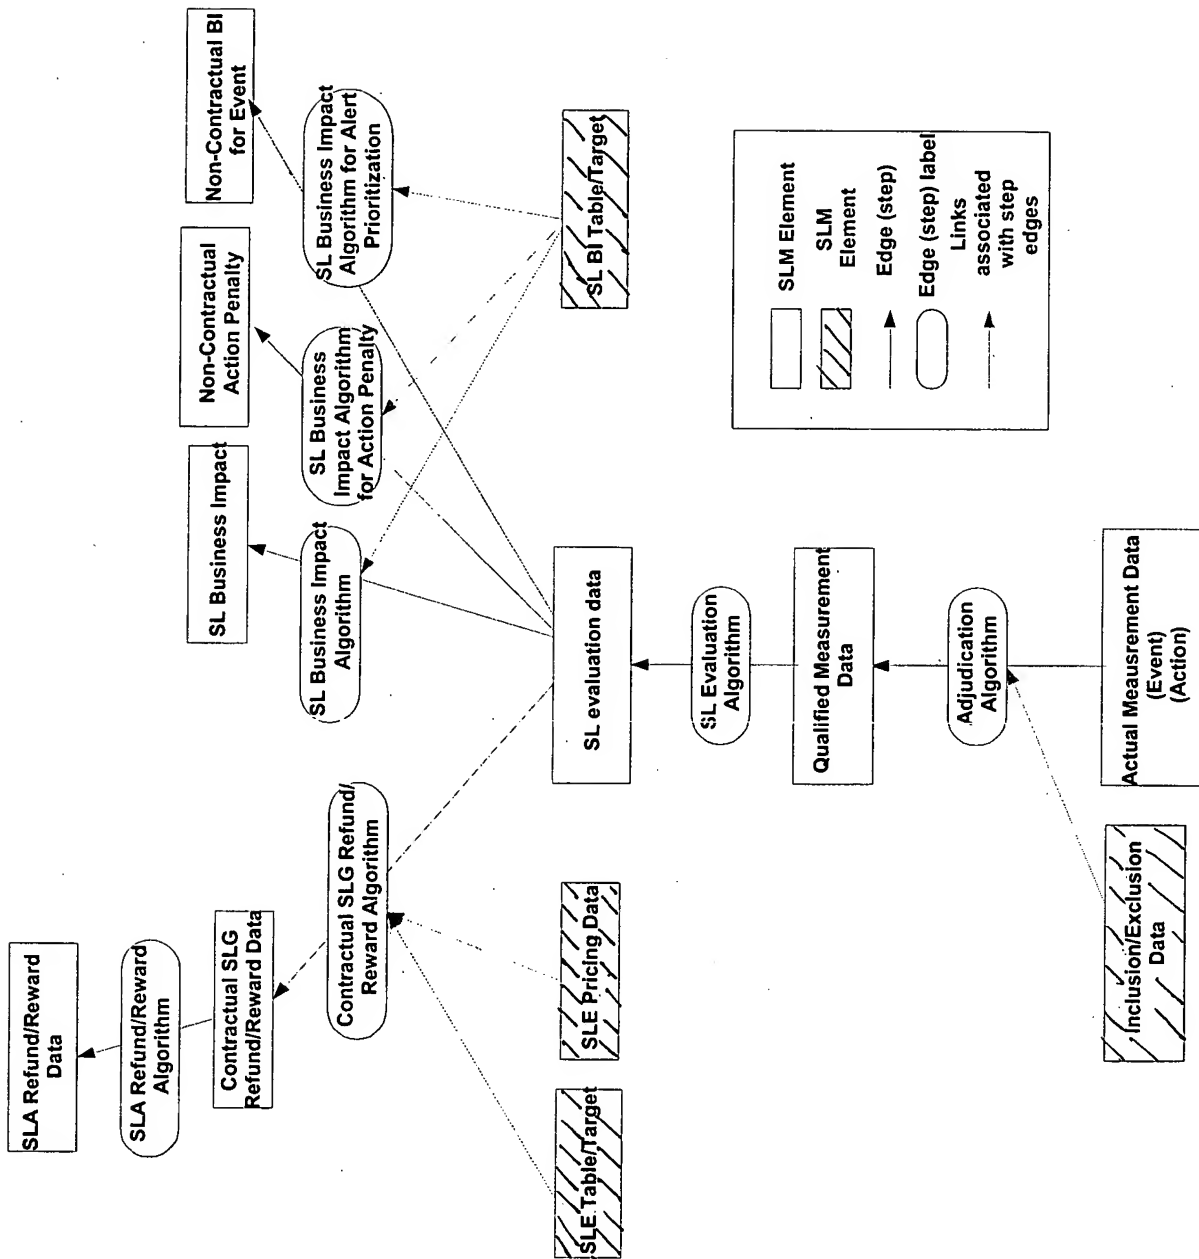 SLA Refund/Reward
Data
SLA Refund/Reward
Algorithm
Contractual SLG
Refund/Reward Data
Contractual SLG Refund/
Reward Algorithm
SL Business Impact
SL Business Impact
Algorithm
Non-Contractual
Action Penalty
SL Business
Impact Algorithm
for Action Penalty
Non-Contractual BI
for Event
SL Business Impact
Algorithm for Alert
Prioritization
SLE Table/Target
SLE Pricing Data
SL evaluation data
SL BI Table/Target
SL Evaluation
Algorithm
Qualified Measurement
Data
Adjudication
Algorithm
Inclusion/Exclusion
Data
Actual Meausrement Data
(Event)
(Action)
SLM Element
SLM
Element
Edge (step)
Edge (step) label
Links
associated
with step
edges